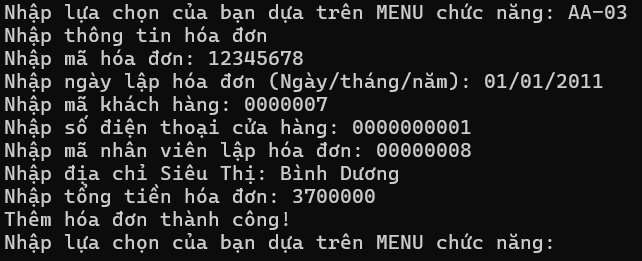 Nhập lựa chọn của bạn dựa trên MENU chức năng: AA-03
Nhập thông tin hóa đơn
Nhập mã hóa đơn: 12345678
Nhập ngày lập hóa đơn (Ngày/tháng/năm): 01/01/2011
Nhập mã khách hàng: 0000007
Nhập số điện thoại cửa hàng: 0000000001
Nhập mã nhân viên lập hóa đơn: 00000008
Nhập địa chỉ Siêu Thị: Bình Dương
Nhập tổng tiền hóa đơn: 3700000
Thêm hóa đơn thành công!
Nhập lựa chọn của bạn dựa trên MENU chức năng: